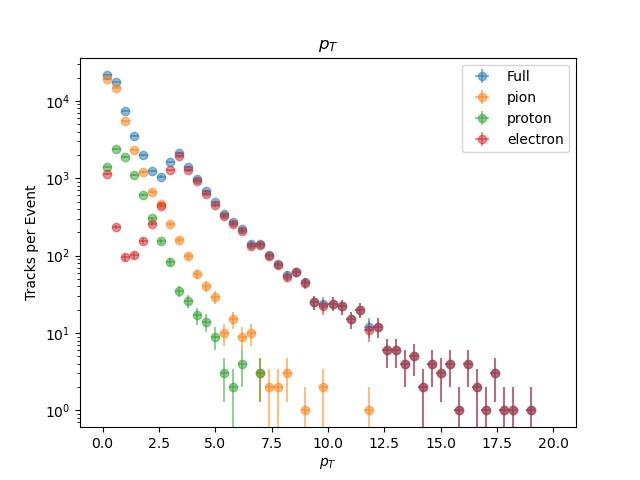 p_T
Full
pion
proton
electron
Tracks per Event
10^4
10^3
10^2
10^1
10^0
0.0 2.5 5.0 7.5 10.0 12.5 15.0 17.5 20.0
p_T